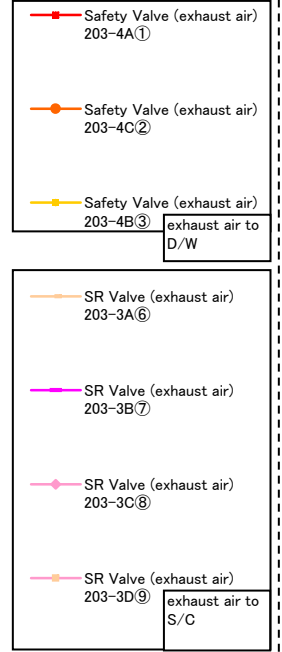 Safety Valve (exhaust air)
203-4A①
Safety Valve (exhaust air)
203-4C②
Safety Valve (exhaust air)
203-4B③
exhaust air to
D/W
SR Valve (exhaust air)
203-3A⑥
SR Valve (exhaust air)
203-3B⑦
SR Valve (exhaust air)
203-3C⑧
SR Valve (exhaust air)
203-3D⑨
exhaust air to
S/C